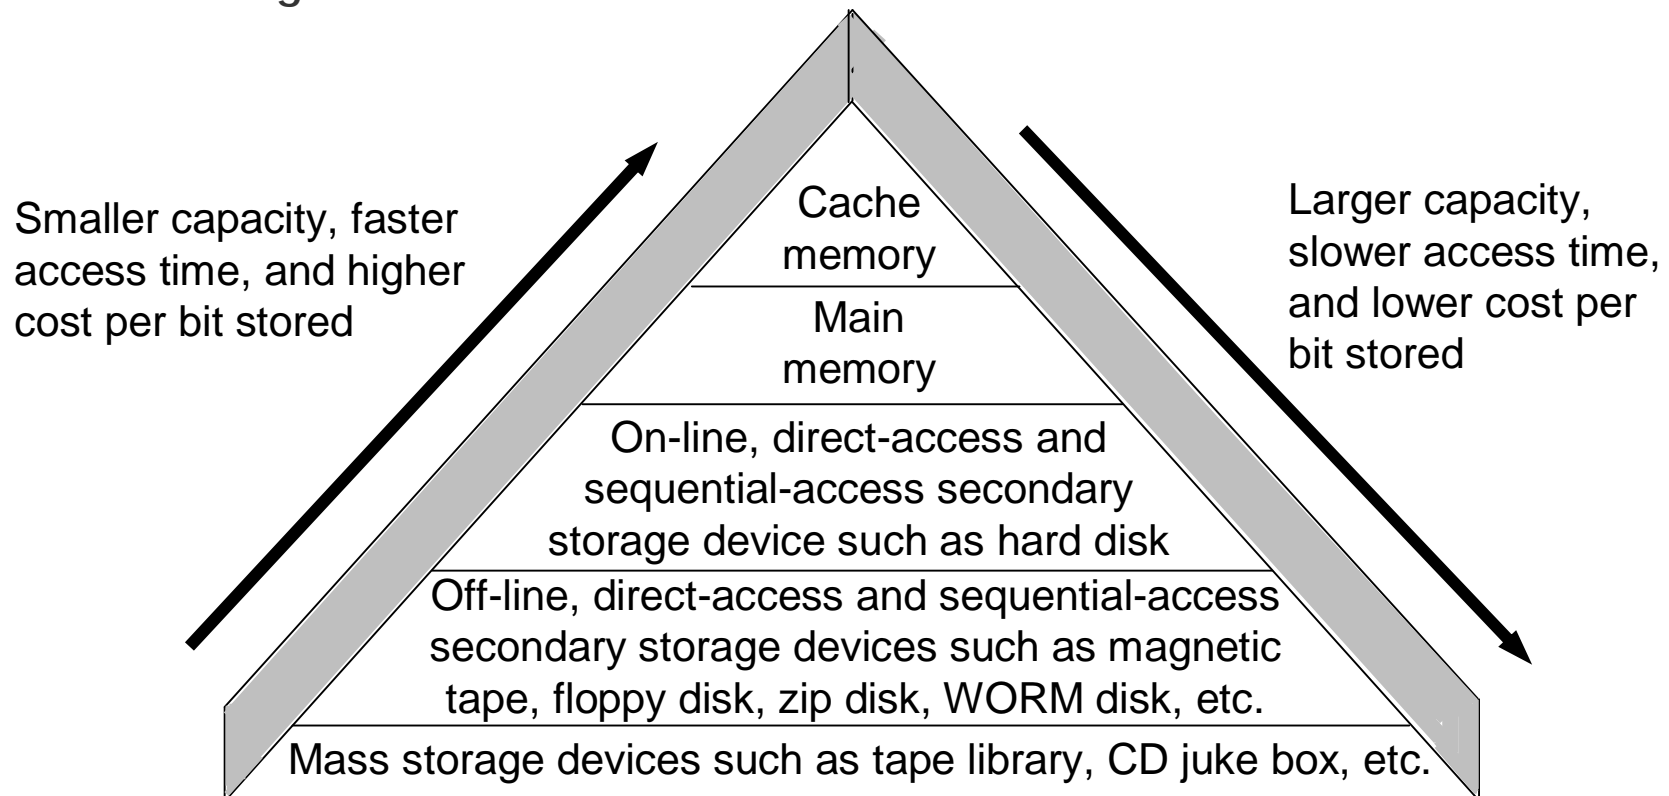 Smaller capacity, faster
access time, and higher
cost per bit stored
Cache
memory
Main
memory
On-line, direct-access and
sequential-access secondary
storage device such as hard disk
Off-line, direct-access and sequential-access
secondary storage devices such as magnetic
tape, floppy disk, zip disk, WORM disk, etc.
Mass storage devices such as tape library, CD juke box, etc.
Larger capacity,
slower access time,
and lower cost per
bit stored